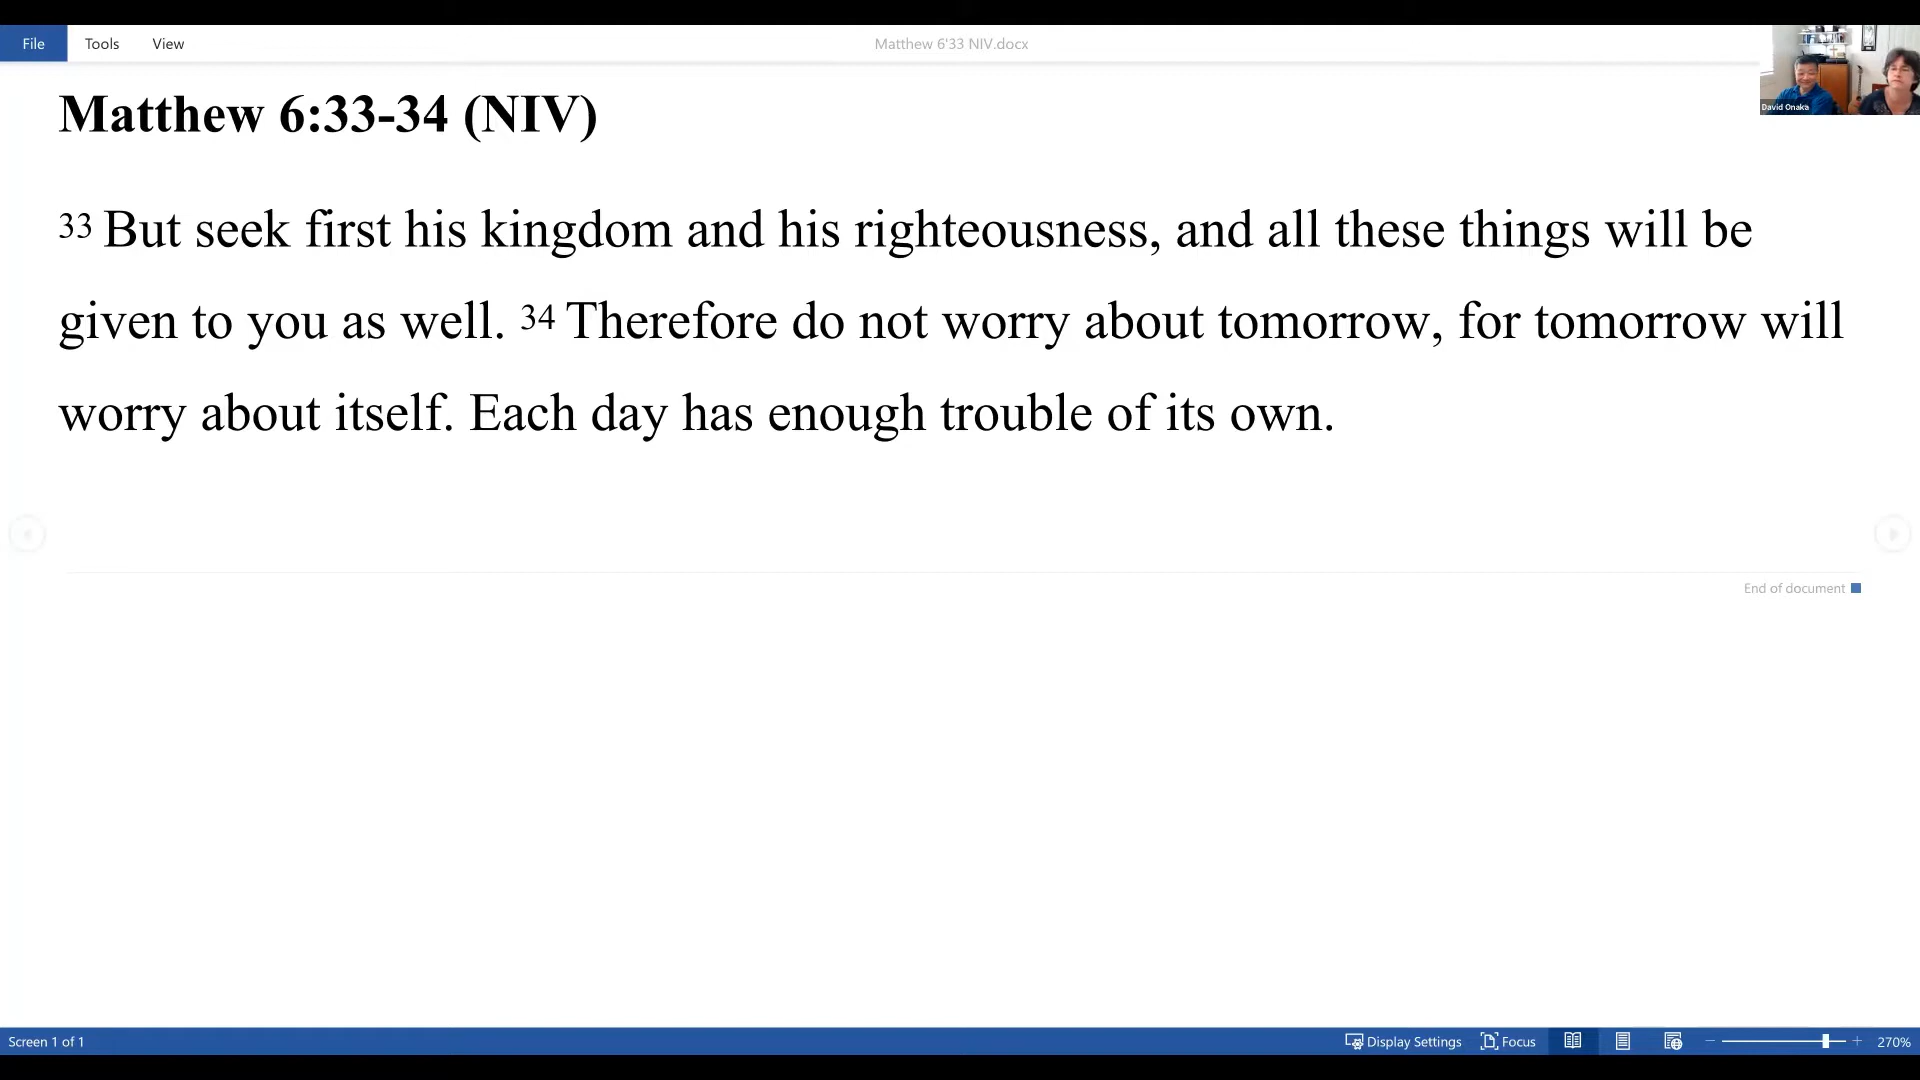 File Tools View Matthew 6'33 NIV.docx
David Onaka
Matthew 6:33-34 (NIV)
33 But seek first his kingdom and his righteousness, and all these things will be
given to you as well. 34 Therefore do not worry about tomorrow, for tomorrow will
worry about itself. Each day has enough trouble of its own.
End of document
Screen 1 of 1 Display Settings Focus 270%